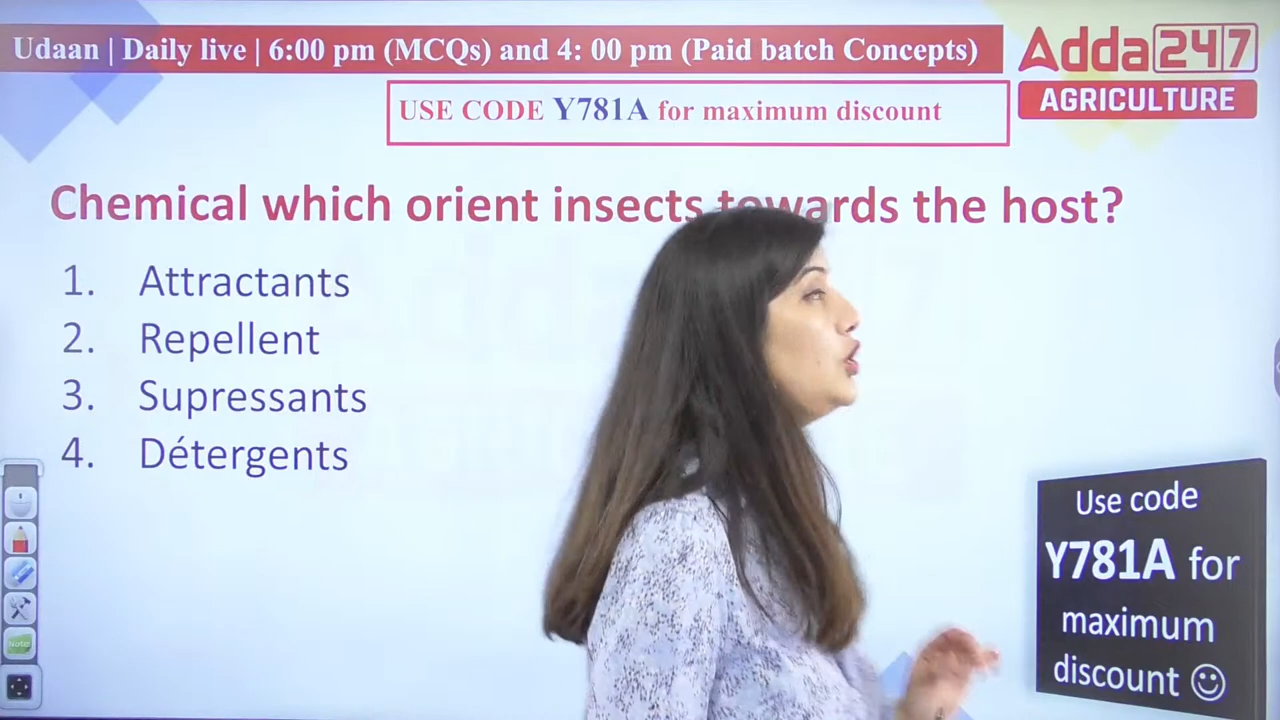 Udaan | Daily live | 6:00 pm (MCQs) and 4: 00 pm (Paid batch Concepts)
Adda 247
AGRICULTURE
USE CODE Y781A for maximum discount
Chemical which orient insects towards the host?
1. Attractants
2. Repellent
3. Supressants
4. Détergents
Use code
Y781A for
maximum
discount